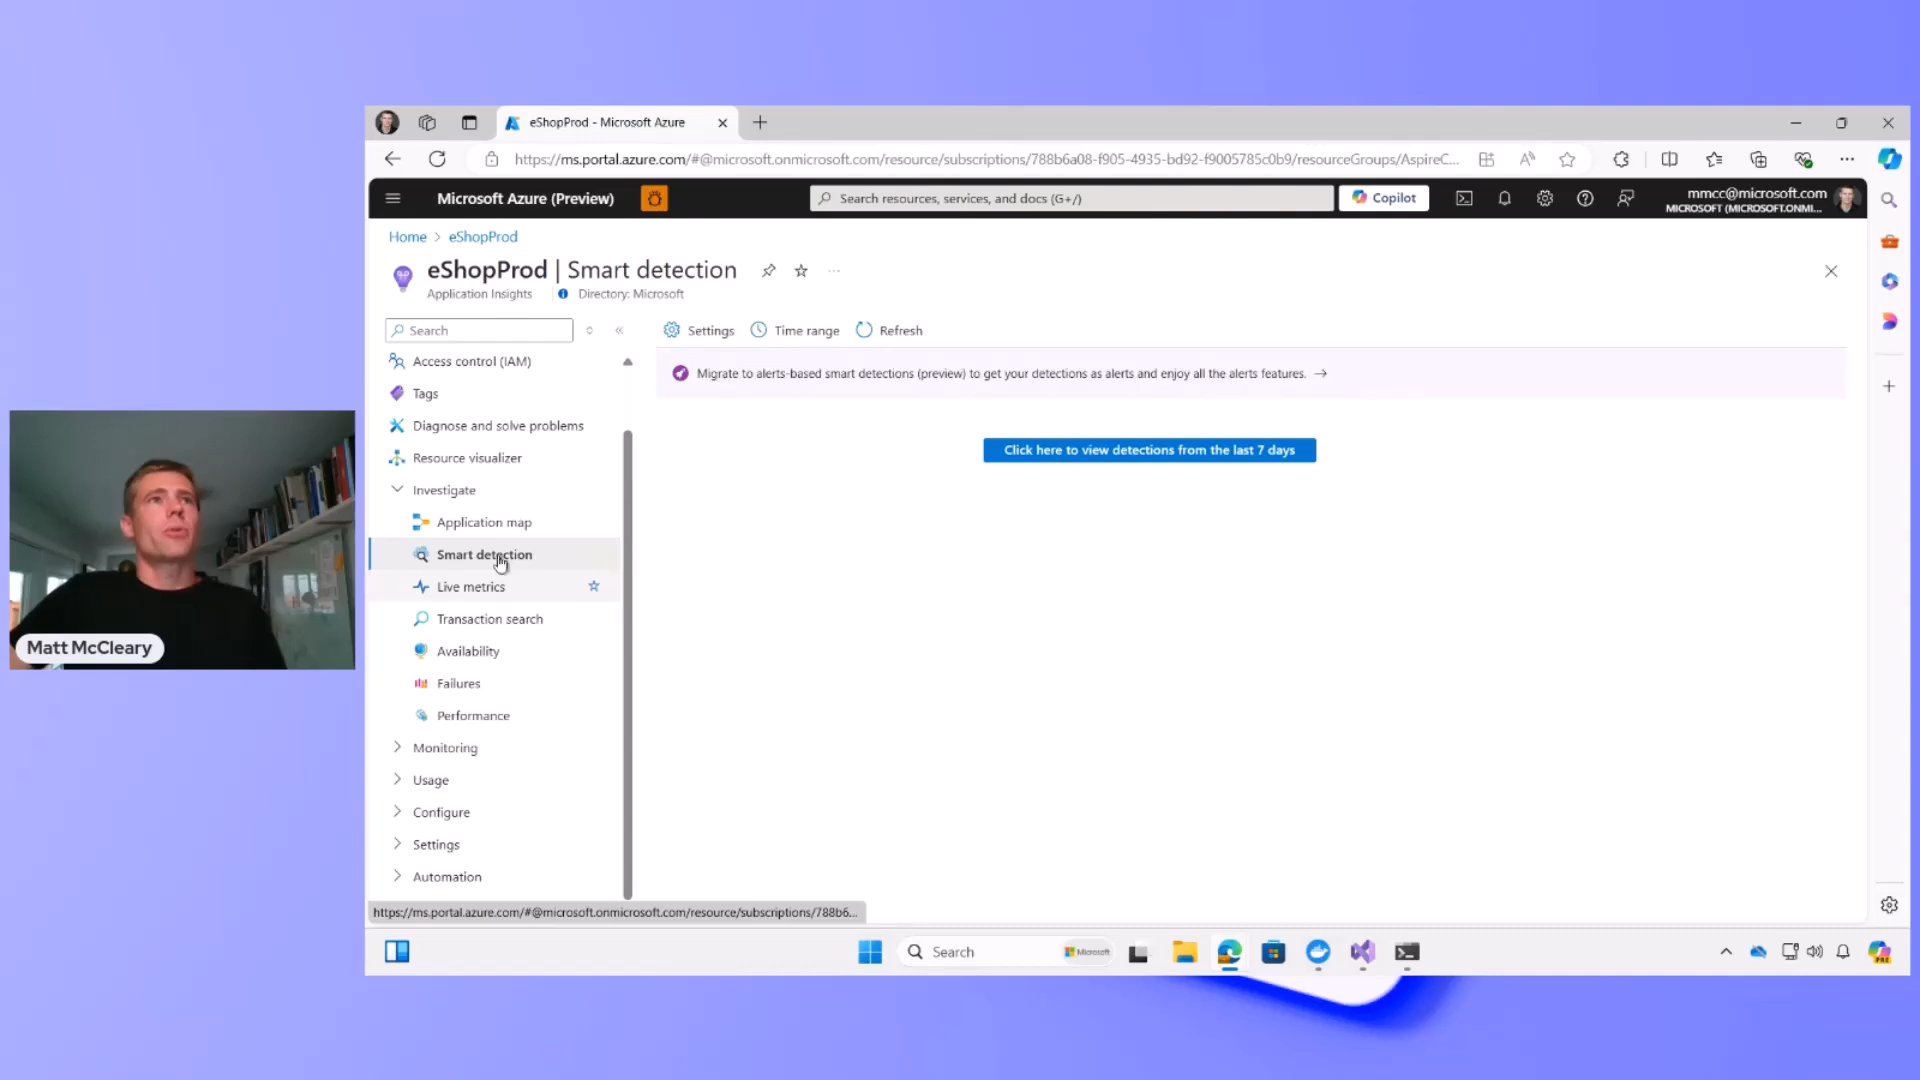 eShopProd - Microsoft Azure
https://ms.portal.azure.com/#@microsoft.onmicrosoft.com/resource/subscriptions/788b6a08-f905-4935-bd92-f9005785c0b9/resourceGroups/AspireC...
Microsoft Azure (Preview)
Search resources, services, and docs (G+/)
Copilot
mmcc@microsoft.com
MICROSOFT (MICROSOFT.ONMI...
Home > eShopProd
eShopProd | Smart detection
Application Insights
Directory: Microsoft
Search
Settings
Time range
Refresh
Migrate to alerts-based smart detections (preview) to get your detections as alerts and enjoy all the alerts features. →
Click here to view detections from the last 7 days
Access control (IAM)
Tags
Diagnose and solve problems
Resource visualizer
Investigate
Application map
Smart detection
Live metrics
Transaction search
Availability
Failures
Performance
Monitoring
Usage
Configure
Settings
Automation
https://ms.portal.azure.com/#@microsoft.onmicrosoft.com/resource/subscriptions/788b6...
Matt McCleary
Search
Microsoft